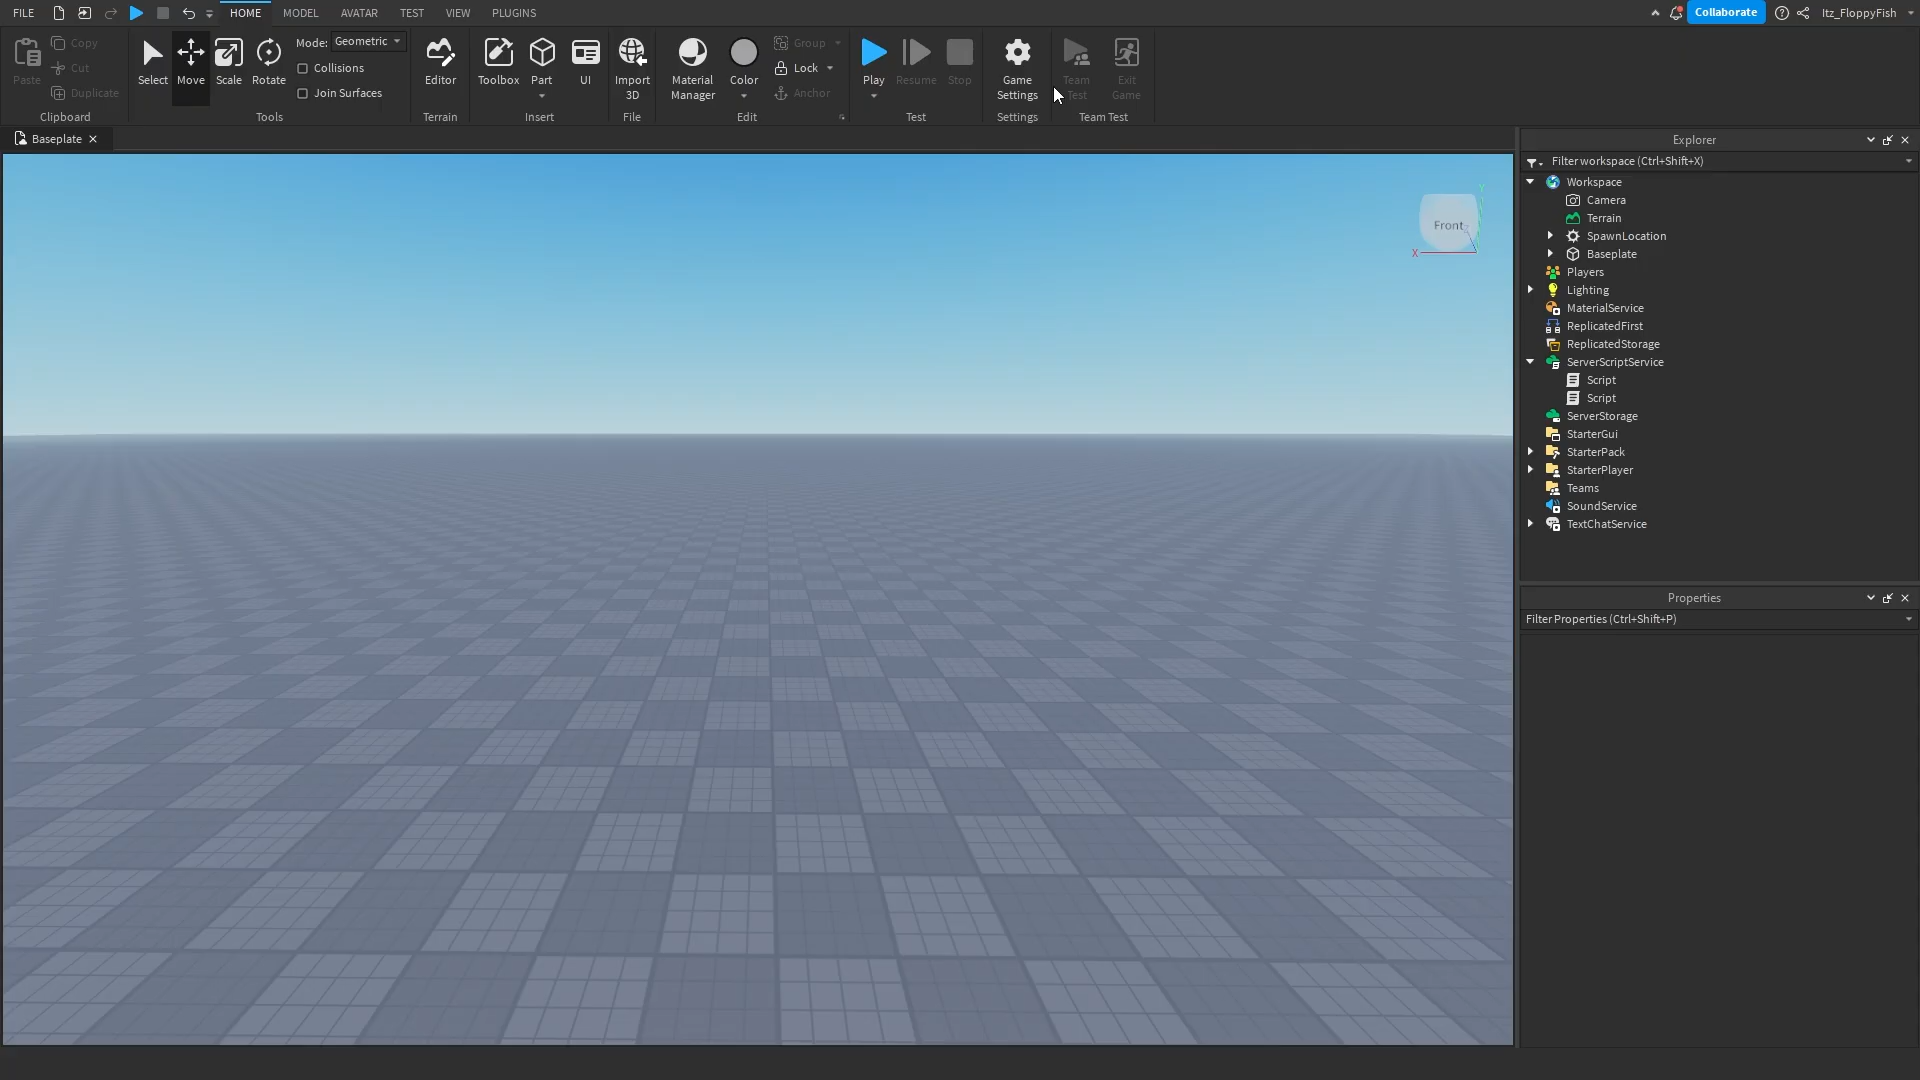 FILE HOME MODEL AVATAR TEST VIEW PLUGINS Collaborate Itz_FloppyFish
Paste Copy Cut Duplicate
Clipboard
Select Move Scale Rotate
Mode: Geometric
Collisions
Join Surfaces
Tools
Editor
Terrain
Toolbox Part UI
Insert
Import
3D
File
Material
Manager
Color
Group
Lock
Anchor
Edit
Play Resume Stop
Test
Game
Settings
Settings
Team
Test
Exit
Game
Team Test
Baseplate
Front
X
Y
Explorer
Filter workspace (Ctrl+Shift+X)
Workspace
Camera
Terrain
SpawnLocation
Baseplate
Players
Lighting
MaterialService
ReplicatedFirst
ReplicatedStorage
ServerScriptService
Script
Script
ServerStorage
StarterGui
StarterPack
StarterPlayer
Teams
SoundService
TextChatService
Properties
Filter Properties (Ctrl+Shift+P)